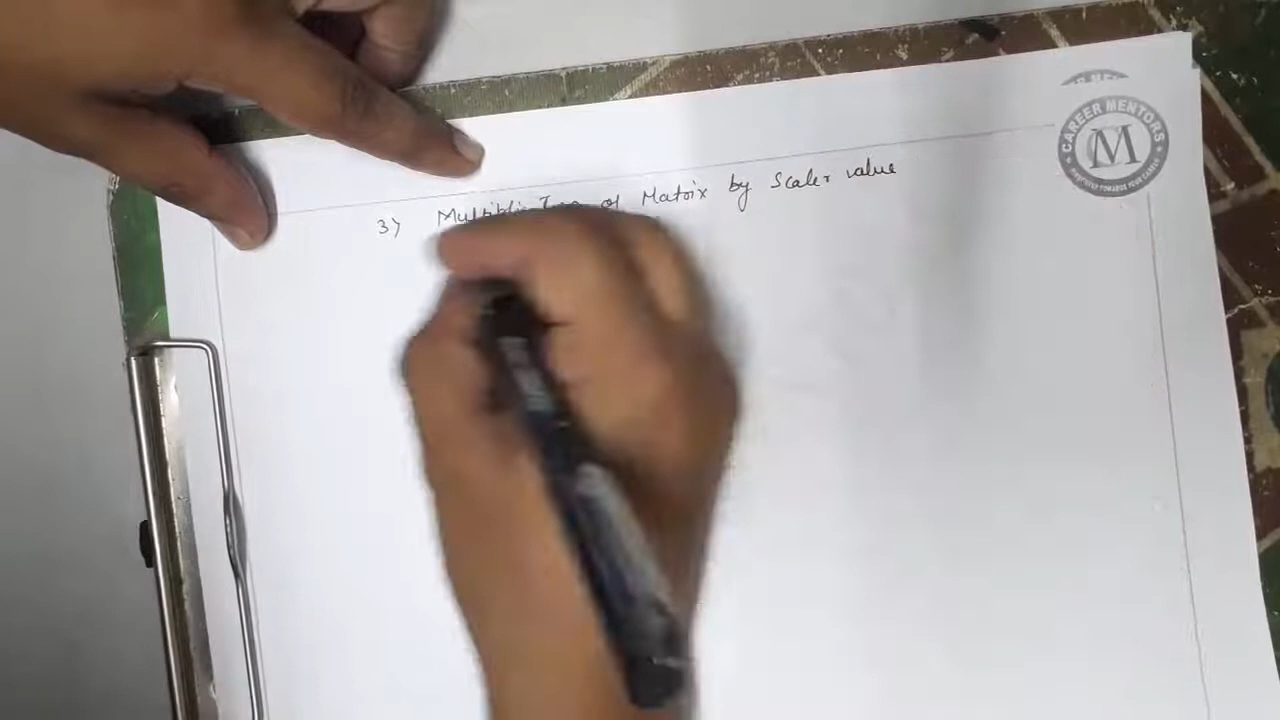 CAREER MENTORS
M
3) Multiplication of Matrix by Scaler value